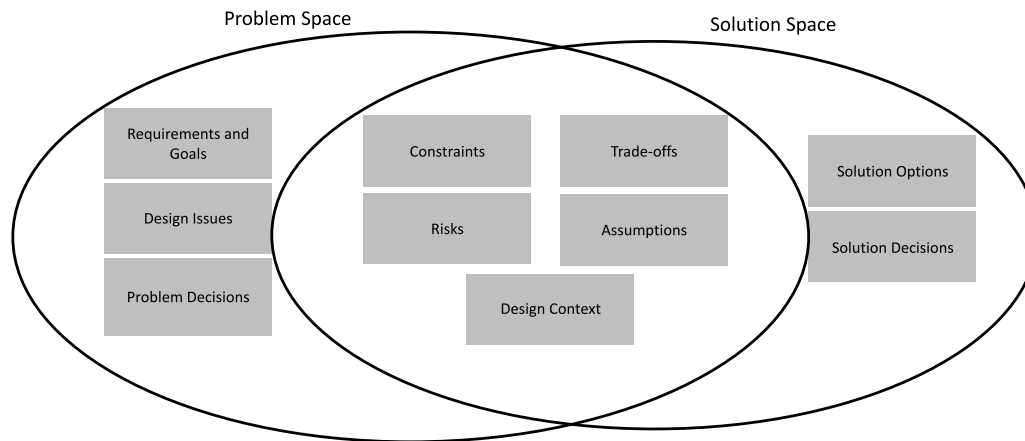 Problem Space
Solution Space
Requirements and
Goals
Design Issues
Problem Decisions
Constraints
Trade-offs
Risks
Assumptions
Design Context
Solution Options
Solution Decisions